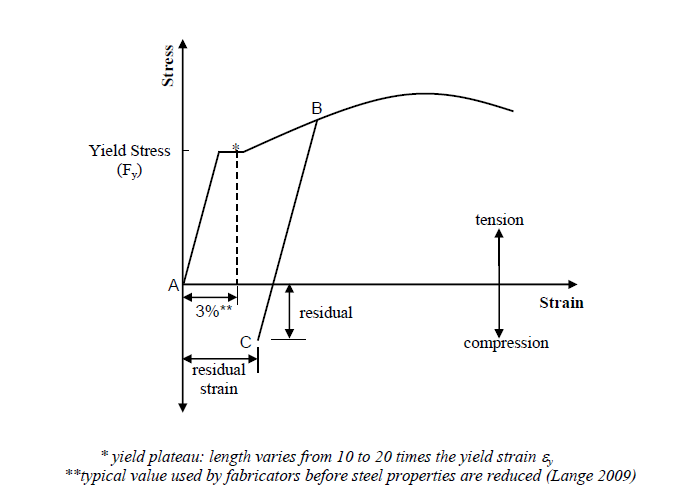 Stress
B
Yield Stress
(Fy)
*
tension
A
Strain
3%**
residual
C
compression
residual
strain
* yield plateau: length varies from 10 to 20 times the yield strain εy
**typical value used by fabricators before steel properties are reduced (Lange 2009)